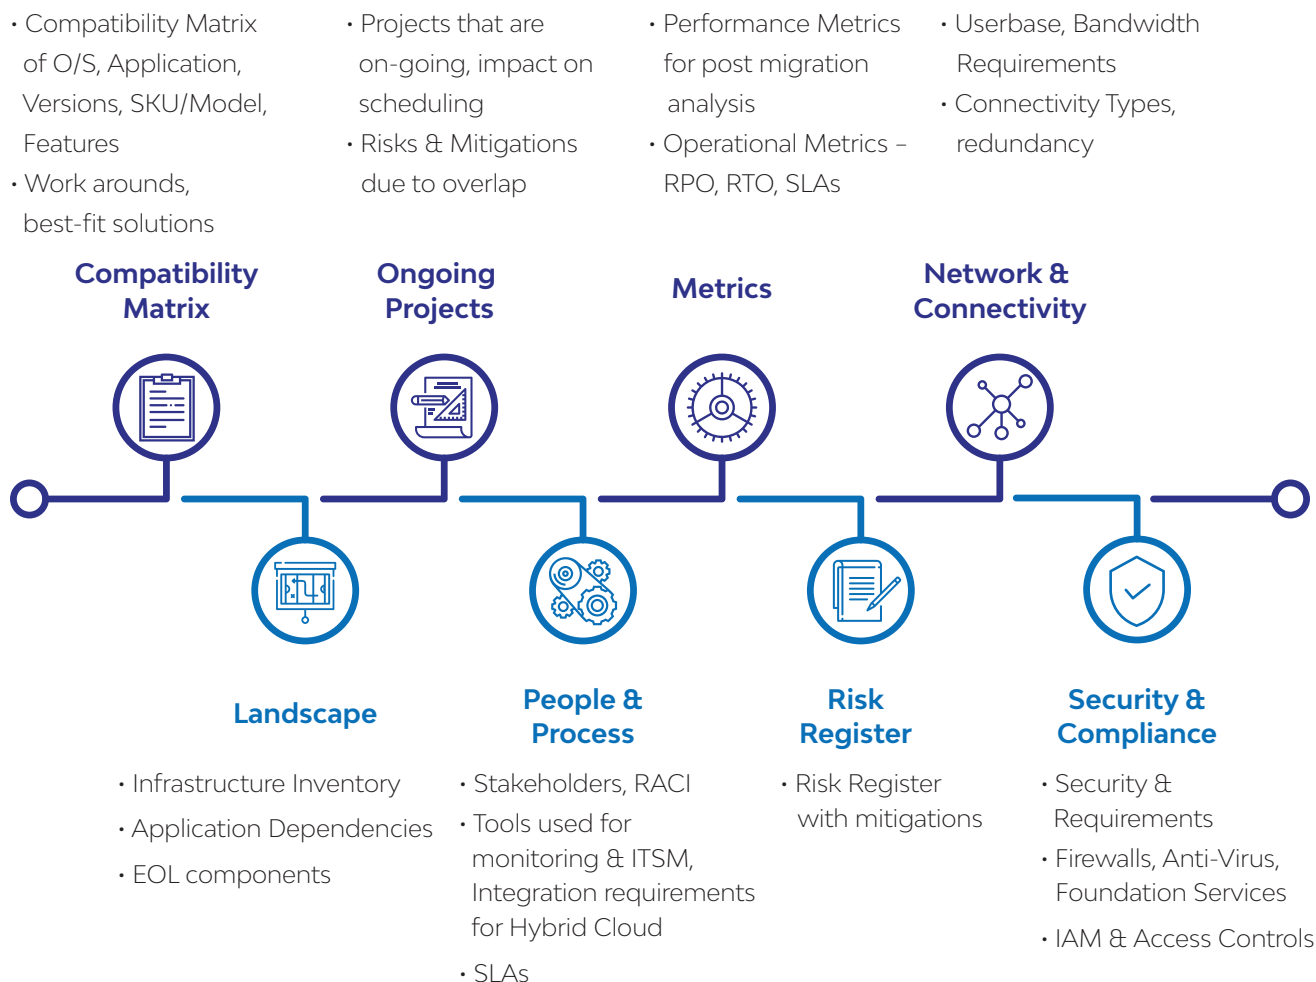 • Compatibility Matrix
of O/S, Application,
Versions, SKU/Model,
Features
• Work arounds,
best-fit solutions
• Projects that are
on-going, impact on
scheduling
• Risks & Mitigations
due to overlap
• Performance Metrics
for post migration
analysis
• Operational Metrics –
RPO, RTO, SLAs
• Userbase, Bandwidth
Requirements
• Connectivity Types,
redundancy
Compatibility
Matrix
Ongoing
Projects
Metrics
Network &
Connectivity
Landscape
• Infrastructure Inventory
• Application Dependencies
• EOL components
People &
Process
• Stakeholders, RACI
• Tools used for
monitoring & ITSM,
Integration requirements
for Hybrid Cloud
• SLAs
Risk
Register
• Risk Register
with mitigations
Security &
Compliance
• Security &
Requirements
• Firewalls, Anti-Virus,
Foundation Services
• IAM & Access Controls